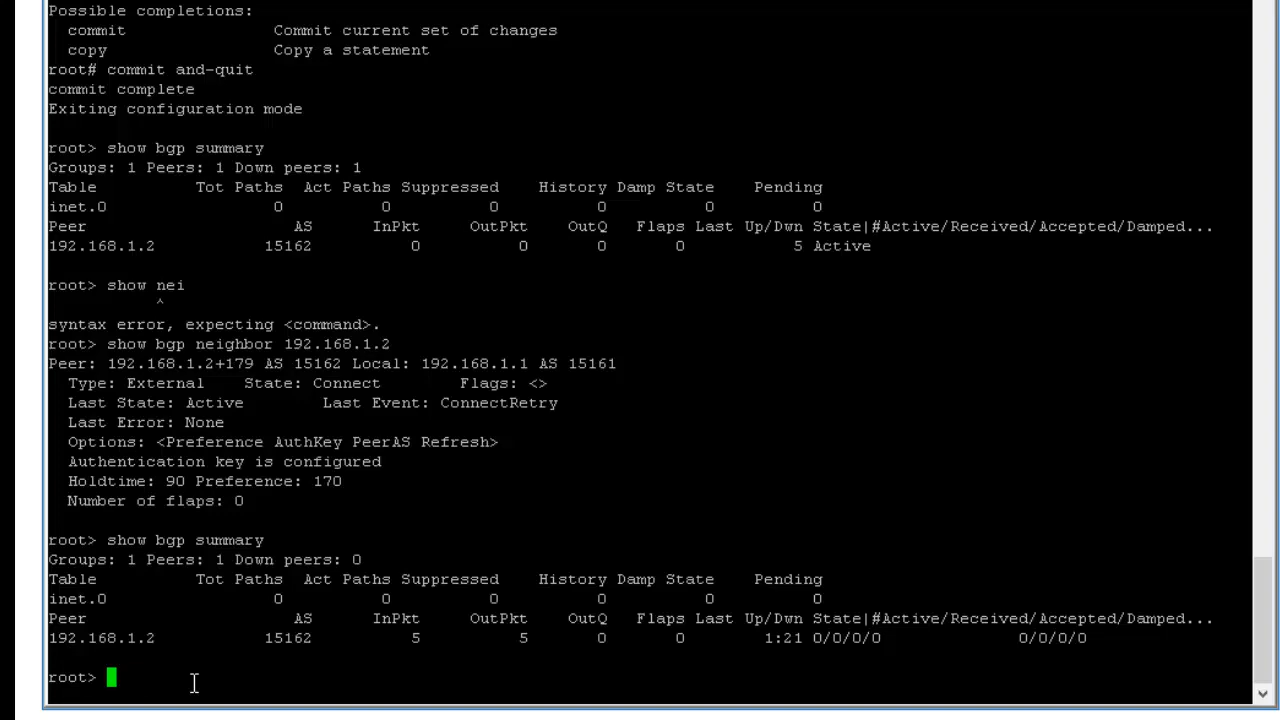 Possible completions:
commit Commit current set of changes
copy Copy a statement
root# commit and-quit
commit complete
Exiting configuration mode
root> show bgp summary
Groups: 1 Peers: 1 Down peers: 1
Table Tot Paths Act Paths Suppressed History Damp State Pending
inet.0 0 0 0 0 0 0
Peer AS InPkt OutPkt OutQ Flaps Last Up/Dwn State|#Active/Received/Accepted/Damped...
192.168.1.2 15162 0 0 0 0 5 Active
root> show nei
^
syntax error, expecting <command>.
root> show bgp neighbor 192.168.1.2
Peer: 192.168.1.2+179 AS 15162 Local: 192.168.1.1 AS 15161
Type: External State: Connect Flags: <>
Last State: Active Last Event: ConnectRetry
Last Error: None
Options: <Preference AuthKey PeerAS Refresh>
Authentication key is configured
Holdtime: 90 Preference: 170
Number of flaps: 0
root> show bgp summary
Groups: 1 Peers: 1 Down peers: 0
Table Tot Paths Act Paths Suppressed History Damp State Pending
inet.0 0 0 0 0 0 0
Peer AS InPkt OutPkt OutQ Flaps Last Up/Dwn State|#Active/Received/Accepted/Damped...
192.168.1.2 15162 5 5 0 0 1:21 0/0/0/0 0/0/0/0
root>